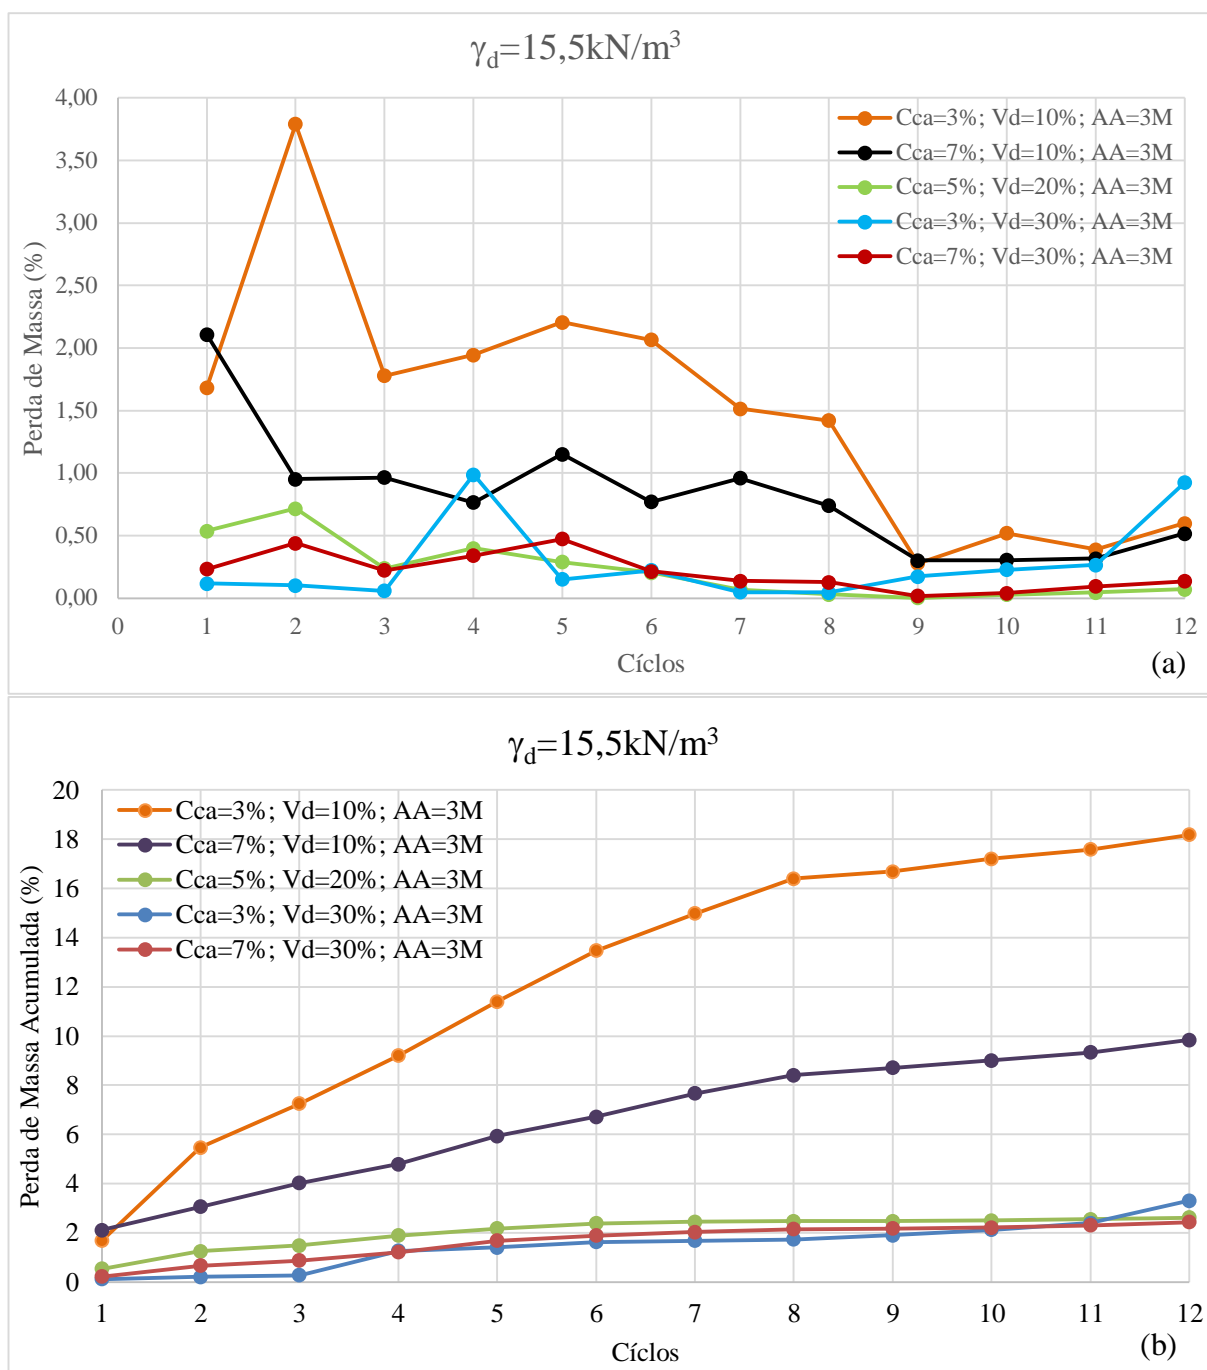 γd=15,5kN/m³
4,00
3,50
3,00
2,50
2,00
1,50
1,00
0,50
0,00
Perda de Massa (%)
Cca=3%; Vd=10%; AA=3M
Cca=7%; Vd=10%; AA=3M
Cca=5%; Vd=20%; AA=3M
Cca=3%; Vd=30%; AA=3M
Cca=7%; Vd=30%; AA=3M
0 1 2 3 4 5 6 7 8 9 10 11 12
Cíclos
(a)
γd=15,5kN/m³
20
18
16
14
12
10
8
6
4
2
0
Perda de Massa Acumulada (%)
Cca=3%; Vd=10%; AA=3M
Cca=7%; Vd=10%; AA=3M
Cca=5%; Vd=20%; AA=3M
Cca=3%; Vd=30%; AA=3M
Cca=7%; Vd=30%; AA=3M
1 2 3 4 5 6 7 8 9 10 11 12
Cíclos
(b)